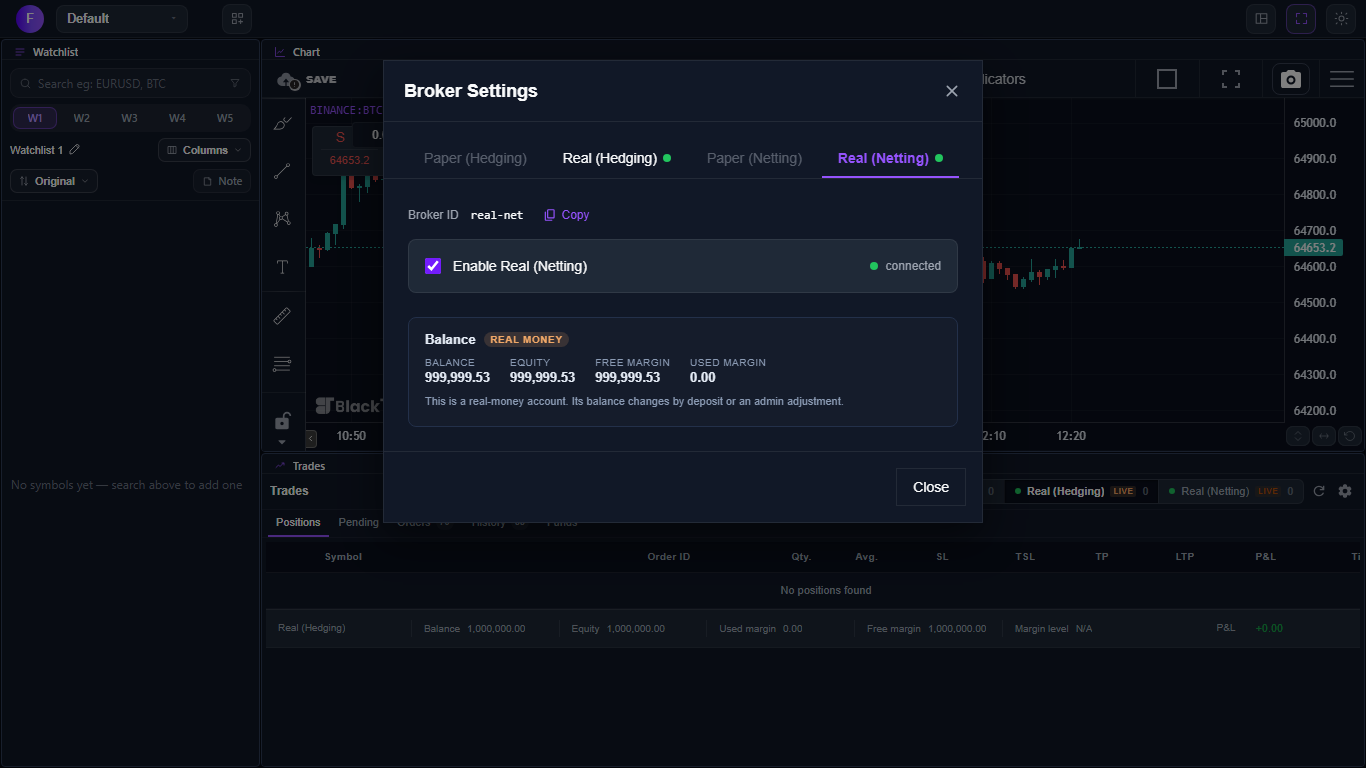 F Default
Watchlist
Chart
Search eg: EURUSD, BTC
W1 W2 W3 W4 W5
Watchlist 1 Columns
Original Note
No symbols yet — search above to add one
SAVE
BINANCE:BTC
S
64653.2
Broker Settings
Paper (Hedging) Real (Hedging) Paper (Netting) Real (Netting)
Broker ID real-net Copy
Enable Real (Netting) connected
Balance REAL MONEY
BALANCE EQUITY FREE MARGIN USED MARGIN
999,999.53 999,999.53 999,999.53 0.00
This is a real-money account. Its balance changes by deposit or an admin adjustment.
Close
65000.0
64900.0
64800.0
64700.0
64653.2
64600.0
64500.0
64400.0
64300.0
64200.0
10:50 12:20
Trades
Trades 0 Real (Hedging) LIVE 0 Real (Netting) LIVE 0
Positions Pending Orders History Funds
Symbol Order ID Qty. Avg. SL TSL TP LTP P&L Ti
No positions found
Real (Hedging) Balance 1,000,000.00 Equity 1,000,000.00 Used margin 0.00 Free margin 1,000,000.00 Margin level N/A P&L +0.00